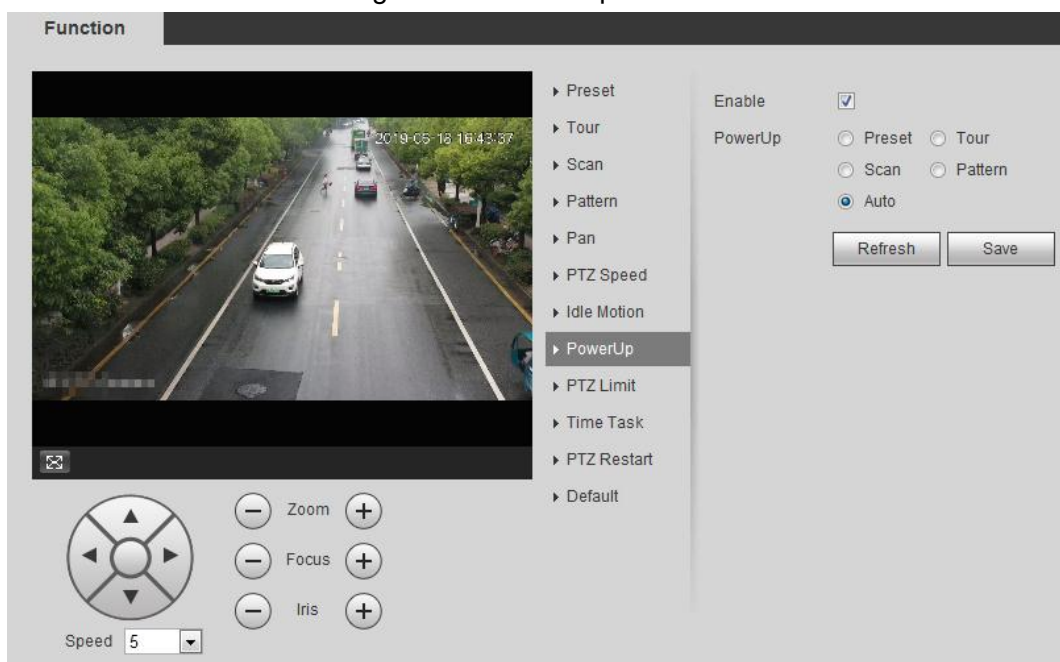 Function
2019-05-18 16:43:37
Preset
Tour
Scan
Pattern
Pan
PTZ Speed
Idle Motion
PowerUp
PTZ Limit
Time Task
PTZ Restart
Default
Enable
PowerUp
Preset Tour
Scan Pattern
Auto
Refresh Save
Zoom
Focus
Iris
Speed 5